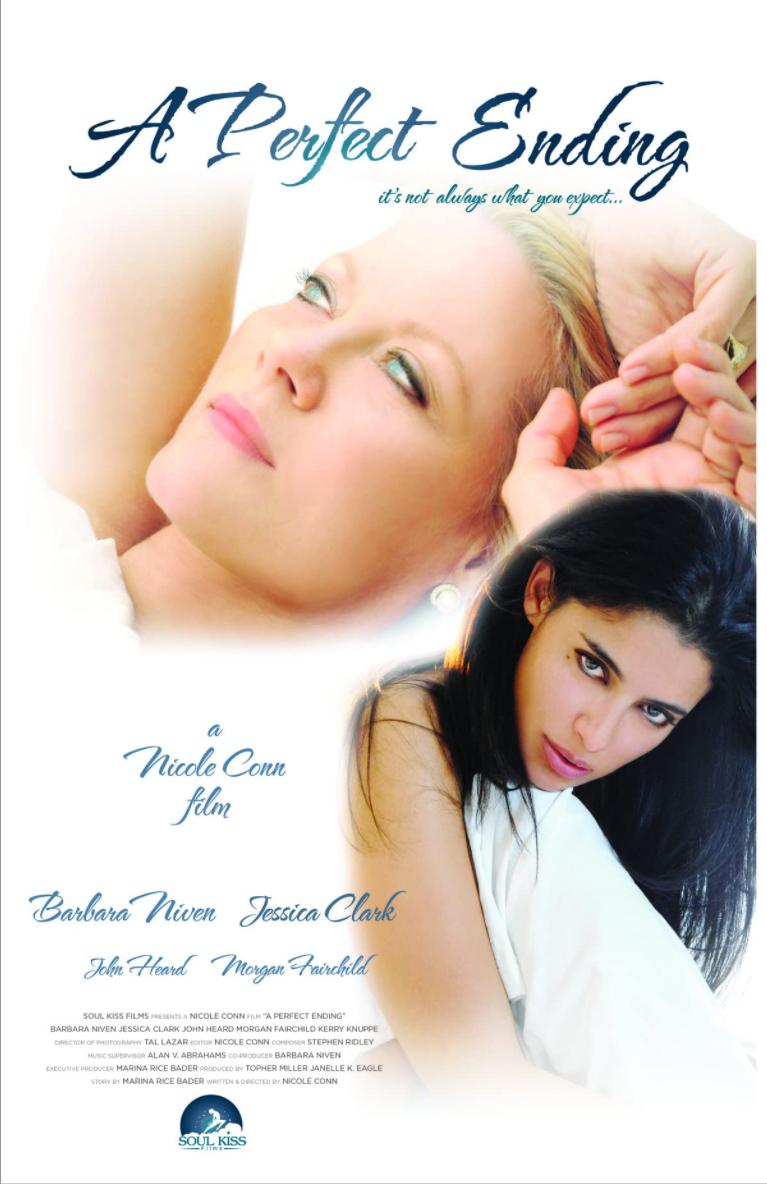 A Perfect Ending
it's not always what you expect...
a
Nicole Conn
film
Barbara Niven Jessica Clark
John Heard Morgan Fairchild
SOUL KISS FILMS PRESENTS A NICOLE CONN FILM "A PERFECT ENDING"
BARBARA NIVEN JESSICA CLARK JOHN HEARD MORGAN FAIRCHILD KERRY KNUPPE
DIRECTOR OF PHOTOGRAPHY TAL LAZAR EDITOR NICOLE CONN COMPOSER STEPHEN RIDLEY
MUSIC SUPERVISOR ALAN V. ABRAHAMS CO-PRODUCER BARBARA NIVEN
EXECUTIVE PRODUCER MARINA RICE BADER PRODUCED BY TOPHER MILLER JANELLE K. EAGLE
STORY BY MARINA RICE BADER WRITTEN & DIRECTED BY NICOLE CONN
SOUL KISS
Films